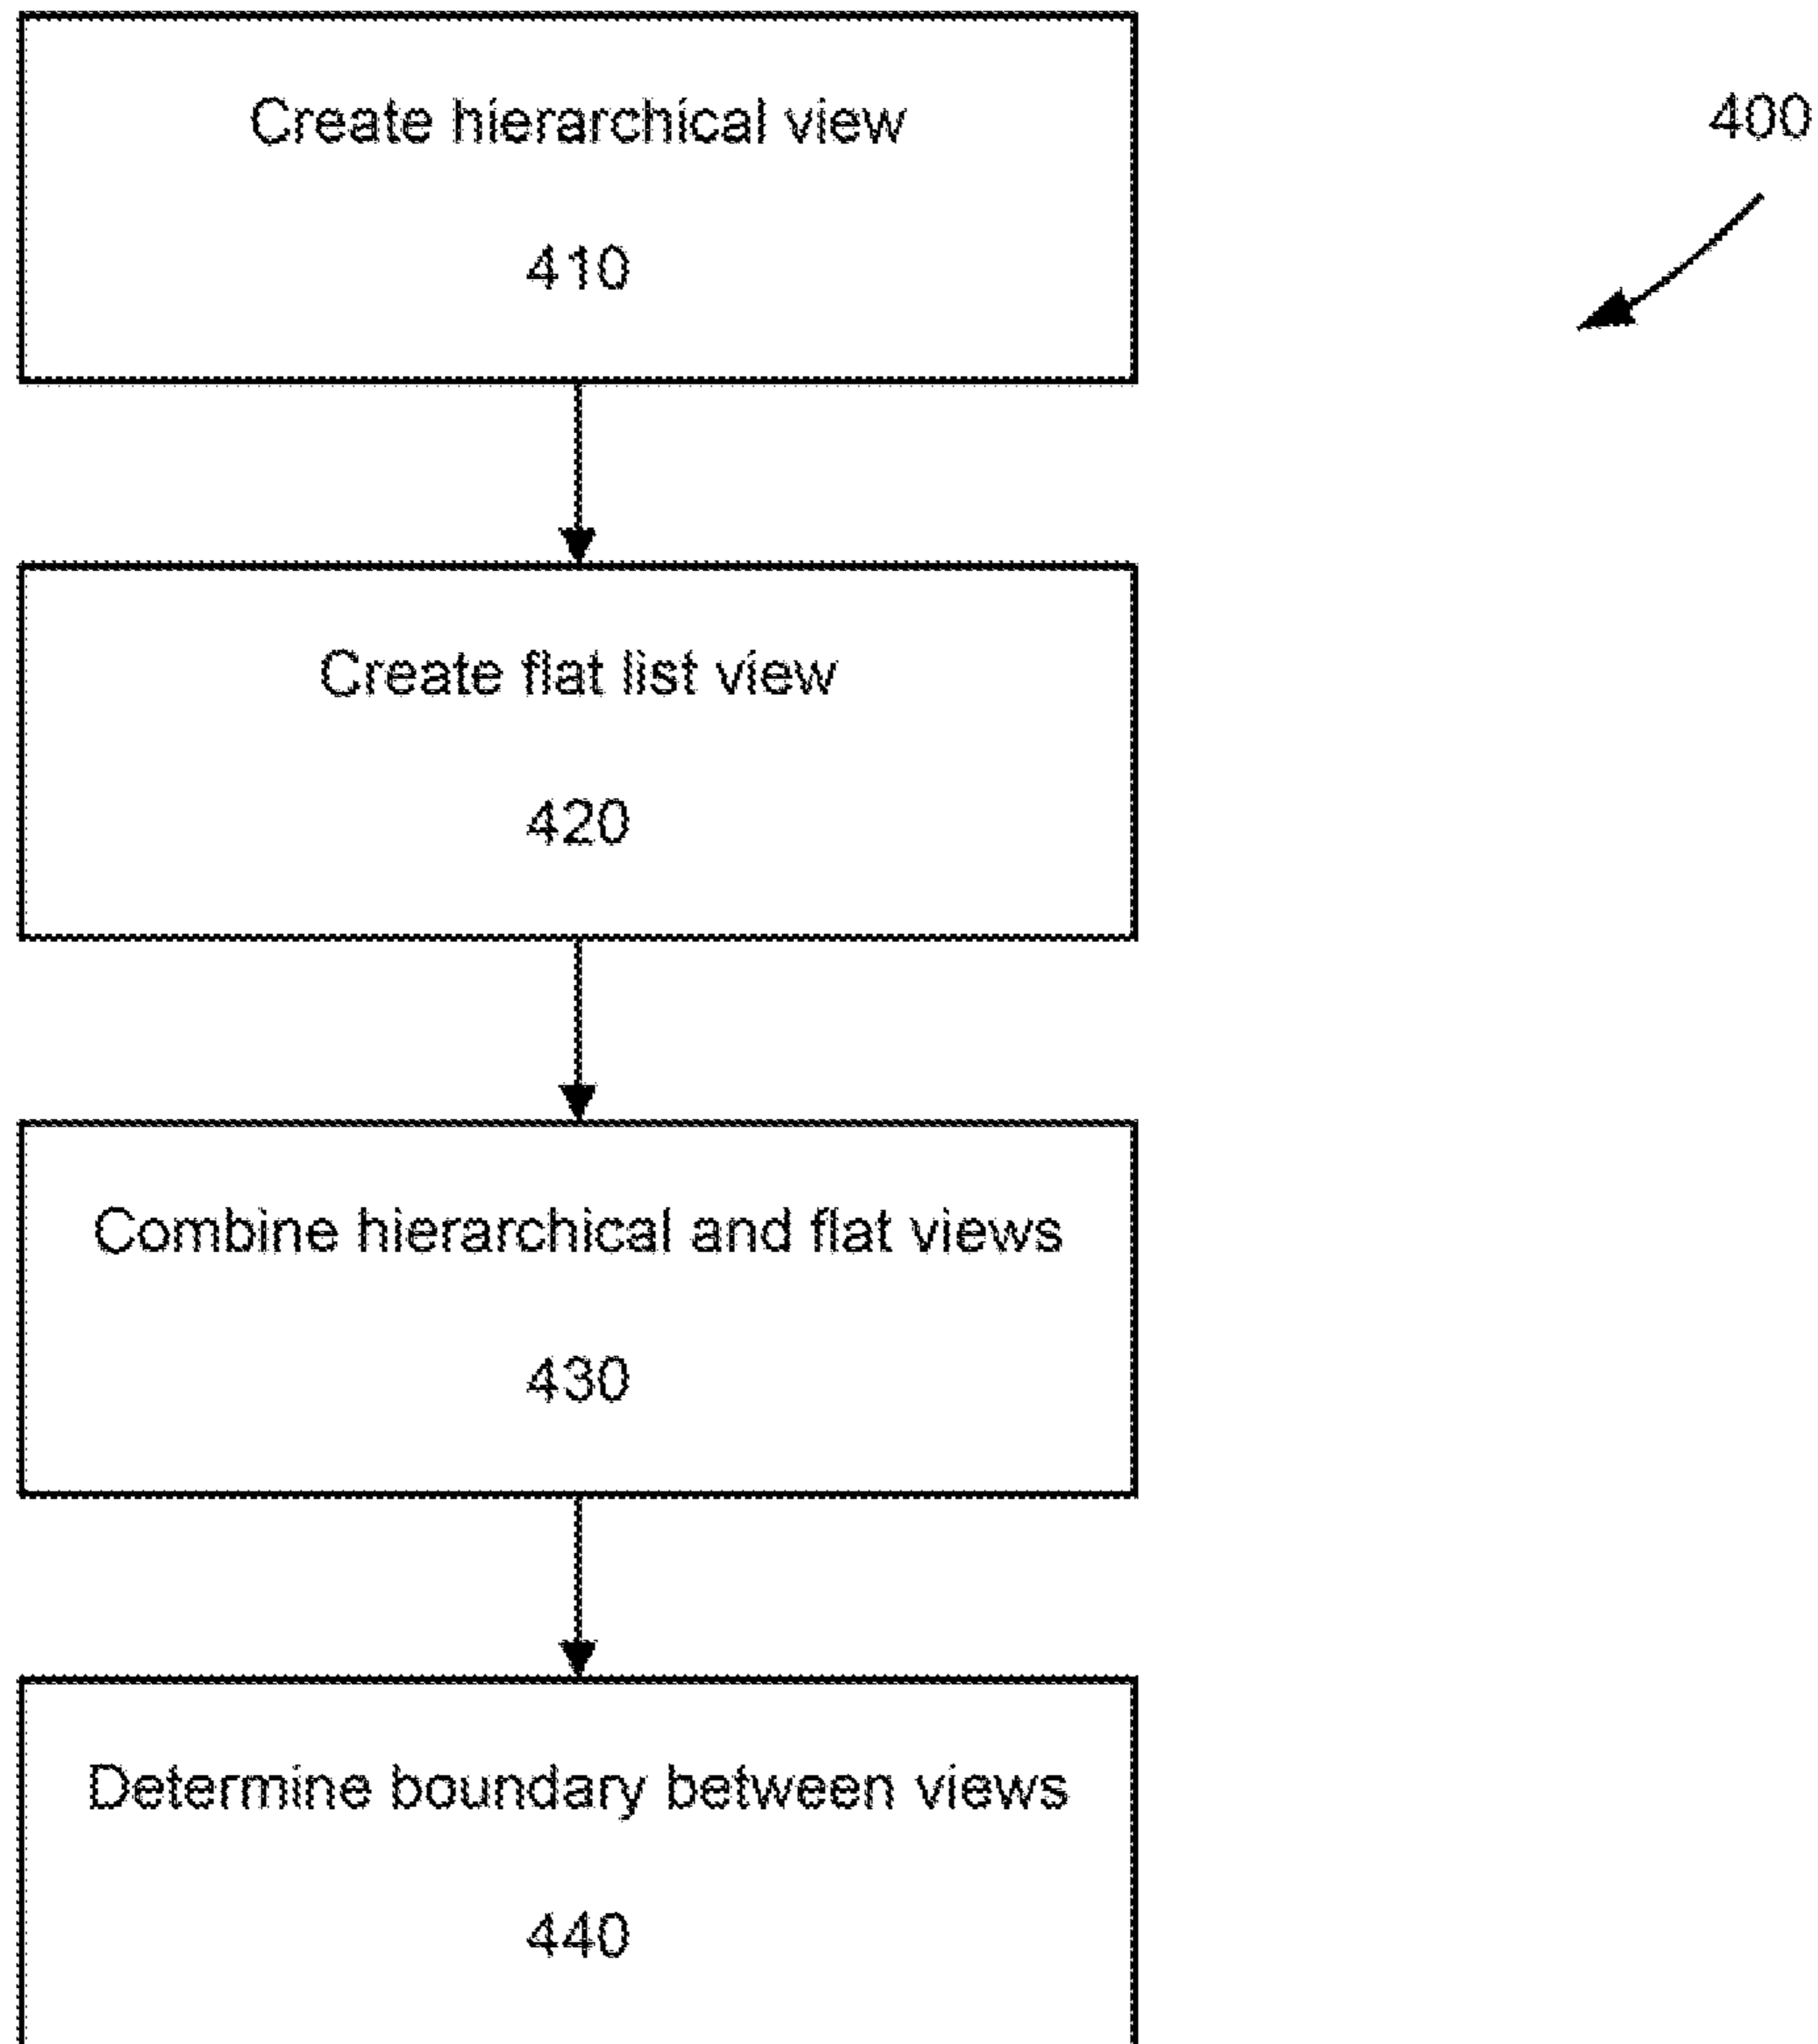 Create hierarchical view
400
410
Create flat list view
420
Combine hierarchical and flat views
430
Determine boundary between views
440